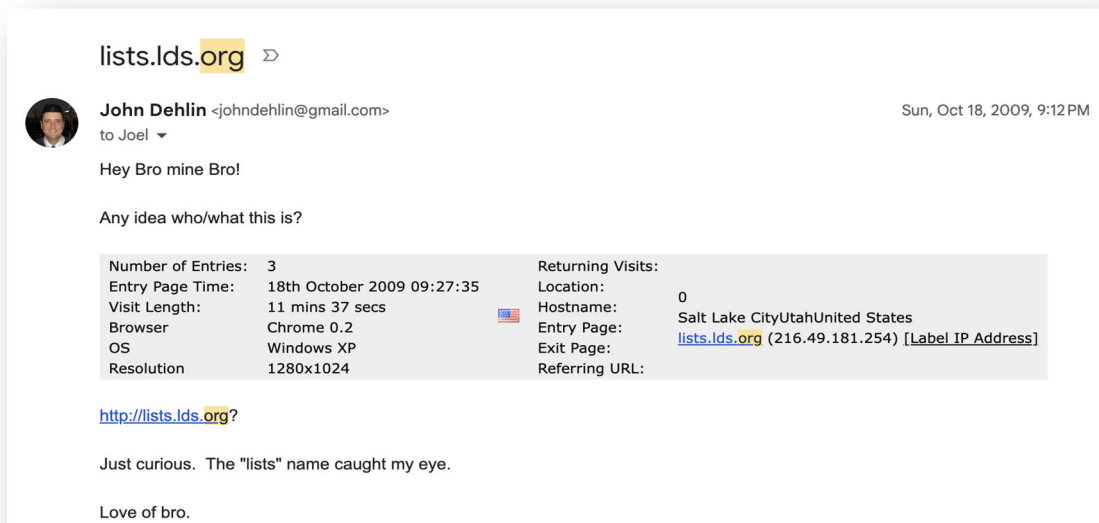 lists.lds.org
John Dehlin <johndehlin@gmail.com>
Sun, Oct 18, 2009, 9:12 PM
to Joel
Hey Bro mine Bro!
Any idea who/what this is?
Number of Entries: 3
Entry Page Time: 18th October 2009 09:27:35
Visit Length: 11 mins 37 secs
Browser Chrome 0.2
OS Windows XP
Resolution 1280x1024
Returning Visits:
Location:
Hostname:
Entry Page:
Exit Page:
Referring URL:
0
Salt Lake CityUtahUnited States
lists.lds.org (216.49.181.254) [Label IP Address]
http://lists.lds.org?
Just curious.  The "lists" name caught my eye.
Love of bro.